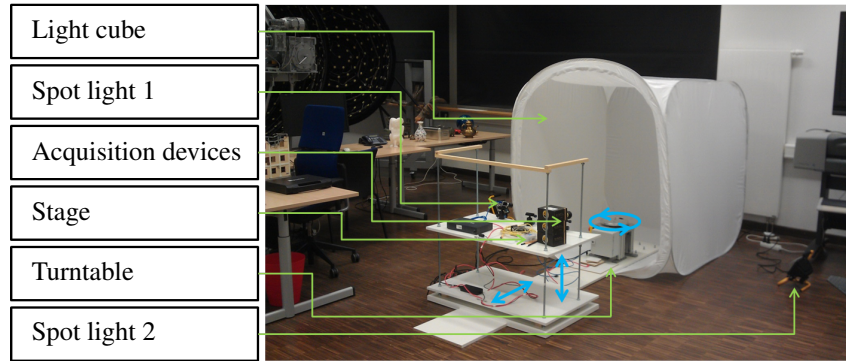 Light cube
Spot light 1
Acquisition devices
Stage
Turntable
Spot light 2